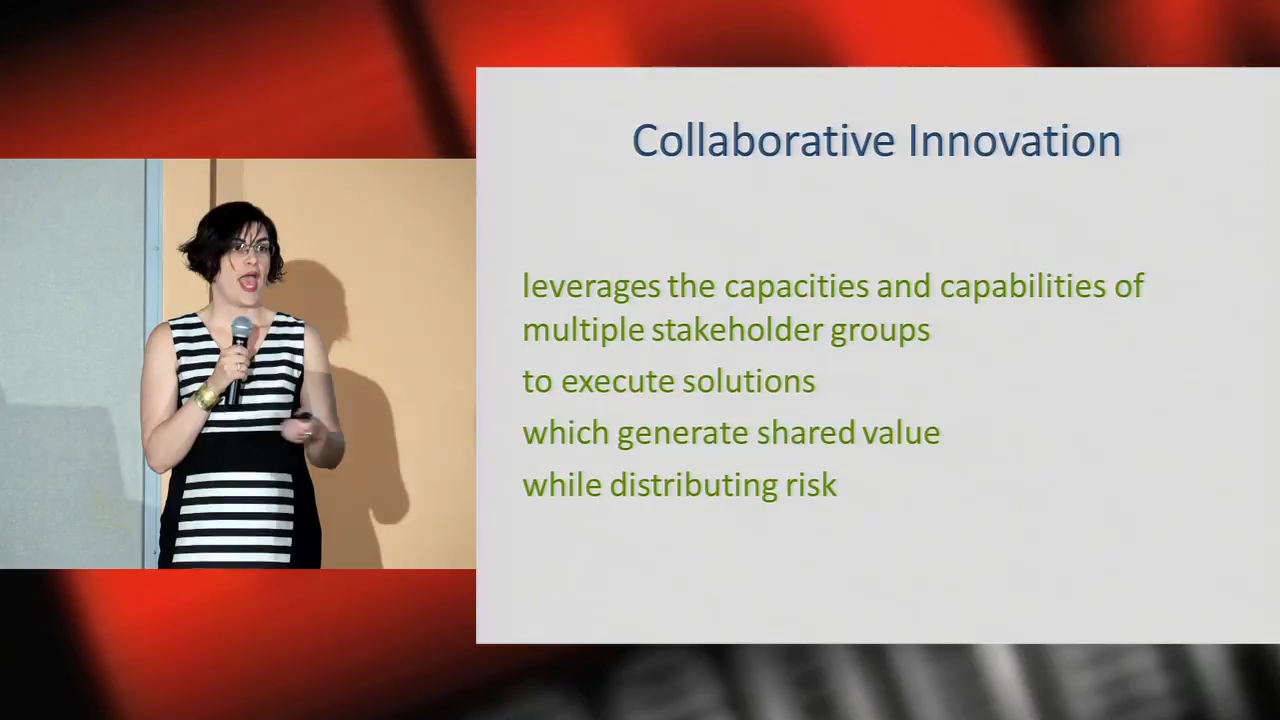 Collaborative Innovation
leverages the capacities and capabilities of
multiple stakeholder groups
to execute solutions
which generate shared value
while distributing risk